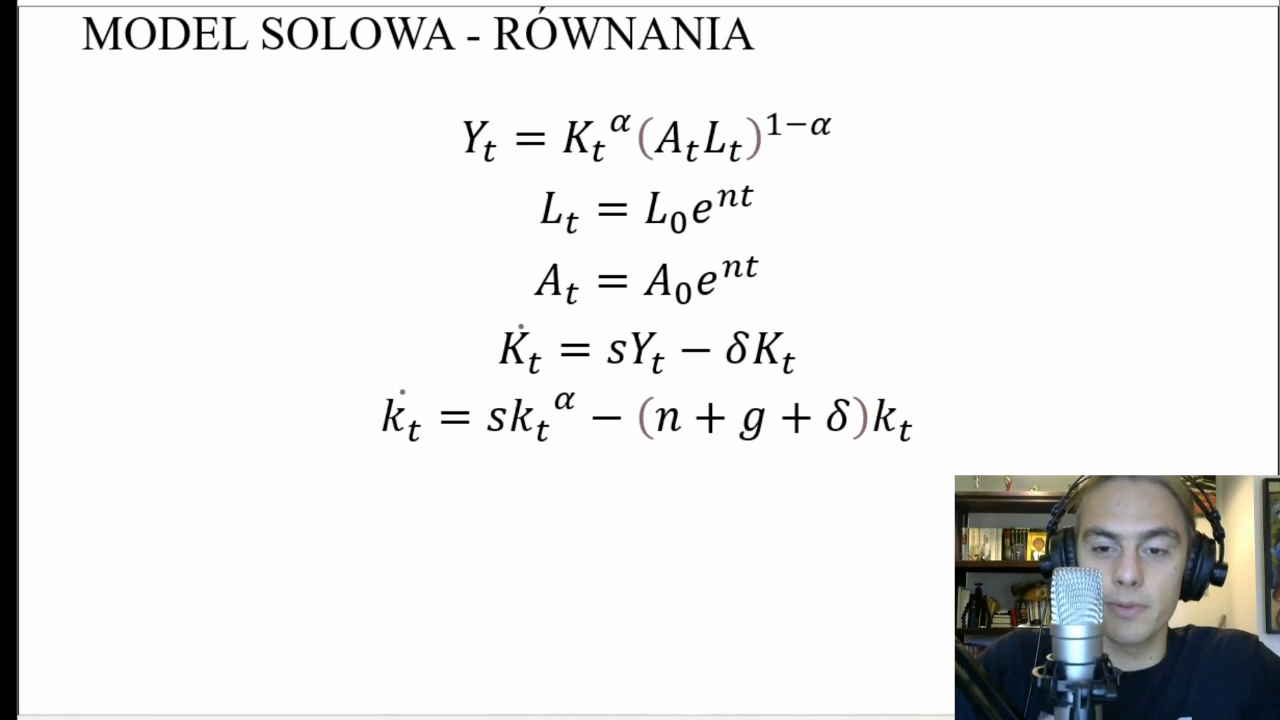 MODEL SOLOWA - RÓWNANIA
Yₜ = Kₜ^α (AₜLₜ)^(1−α)
Lₜ = L₀e^(nt)
Aₜ = A₀e^(nt)
K̇ₜ = sYₜ − δKₜ
k̇ₜ = skₜ^α − (n + g + δ)kₜ